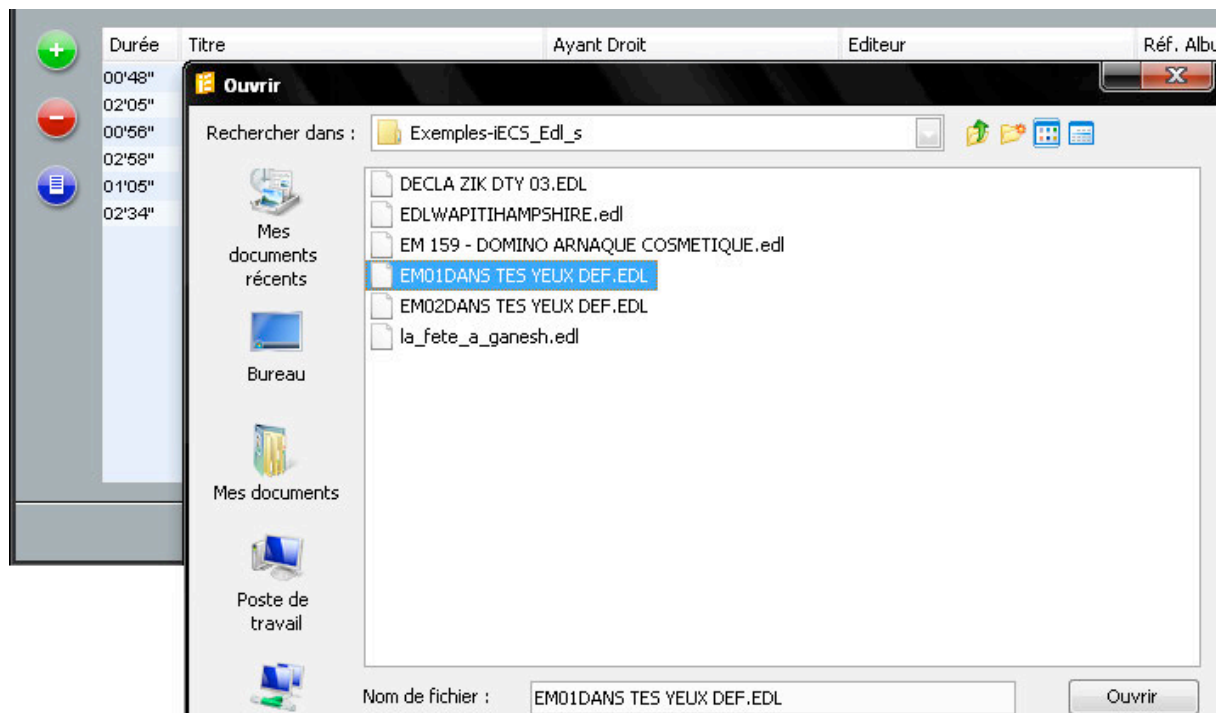 Durée Titre Ayant Droit Editeur Réf. Albu
00'48"
02'05"
00'56"
02'58"
01'05"
02'34"
Ouvrir
Rechercher dans : Exemples-iECS_Edl_s
Mes
documents
récents
Bureau
Mes documents
Poste de
travail
DECLA ZIK DTY 03.EDL
EDLWAPITIHAMPSHIRE.edl
EM 159 - DOMINO ARNAQUE COSMETIQUE.edl
EM01DANS TES YEUX DEF.EDL
EM02DANS TES YEUX DEF.EDL
la_fete_a_ganesh.edl
Nom de fichier : EM01DANS TES YEUX DEF.EDL Ouvrir